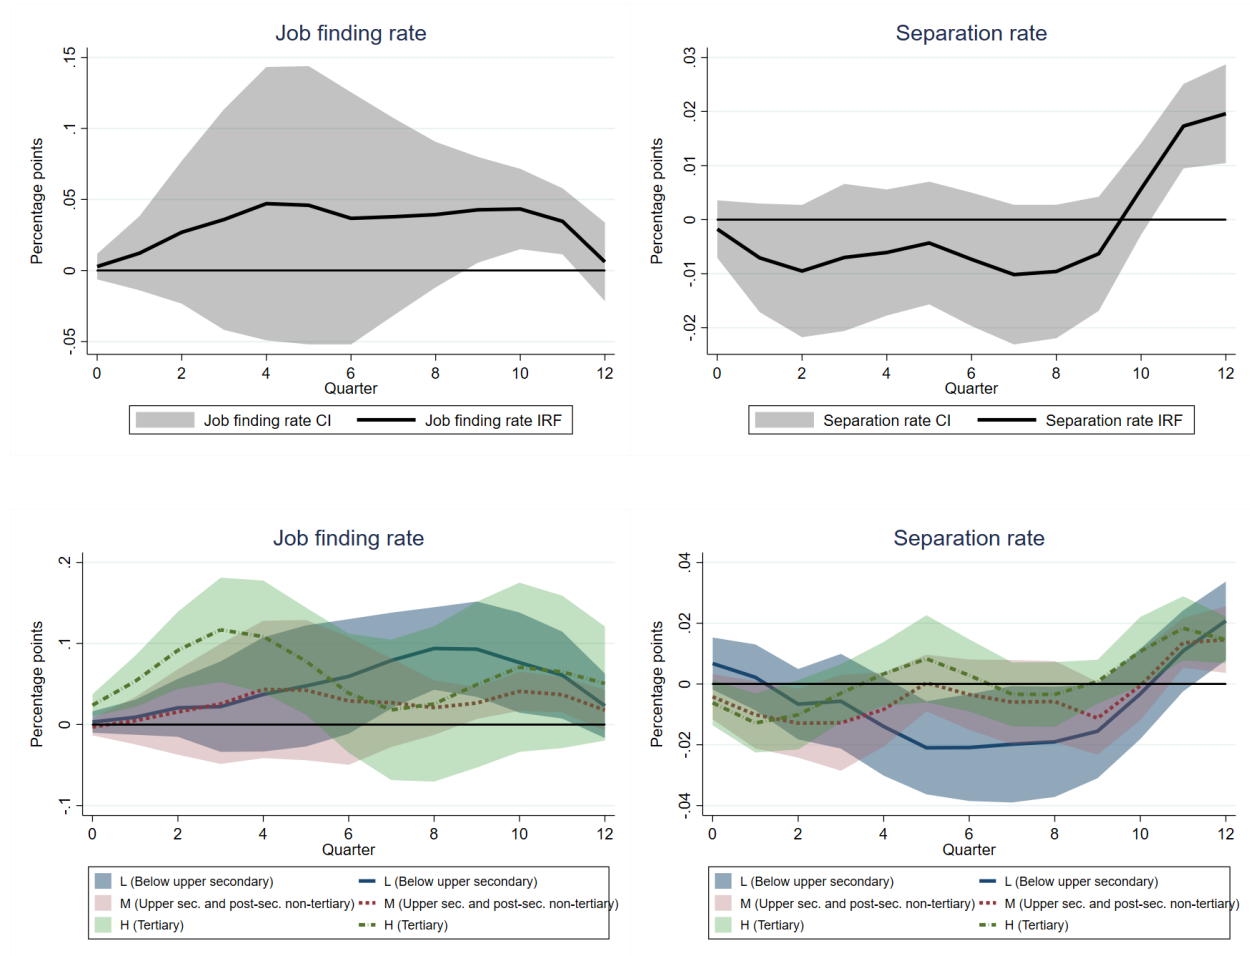 Job finding rate
Percentage points
.15
.1
.05
0
-.05
0 2 4 6 8 10 12
Quarter
Job finding rate CI Job finding rate IRF
Separation rate
Percentage points
.03
.02
.01
0
-.01
-.02
0 2 4 6 8 10 12
Quarter
Separation rate CI Separation rate IRF
Job finding rate
Percentage points
.2
.1
0
-.1
0 2 4 6 8 10 12
Quarter
L (Below upper secondary) L (Below upper secondary)
M (Upper sec. and post-sec. non-tertiary) M (Upper sec. and post-sec. non-tertiary)
H (Tertiary) H (Tertiary)
Separation rate
Percentage points
.04
.02
0
-.02
-.04
0 2 4 6 8 10 12
Quarter
L (Below upper secondary) L (Below upper secondary)
M (Upper sec. and post-sec. non-tertiary) M (Upper sec. and post-sec. non-tertiary)
H (Tertiary) H (Tertiary)